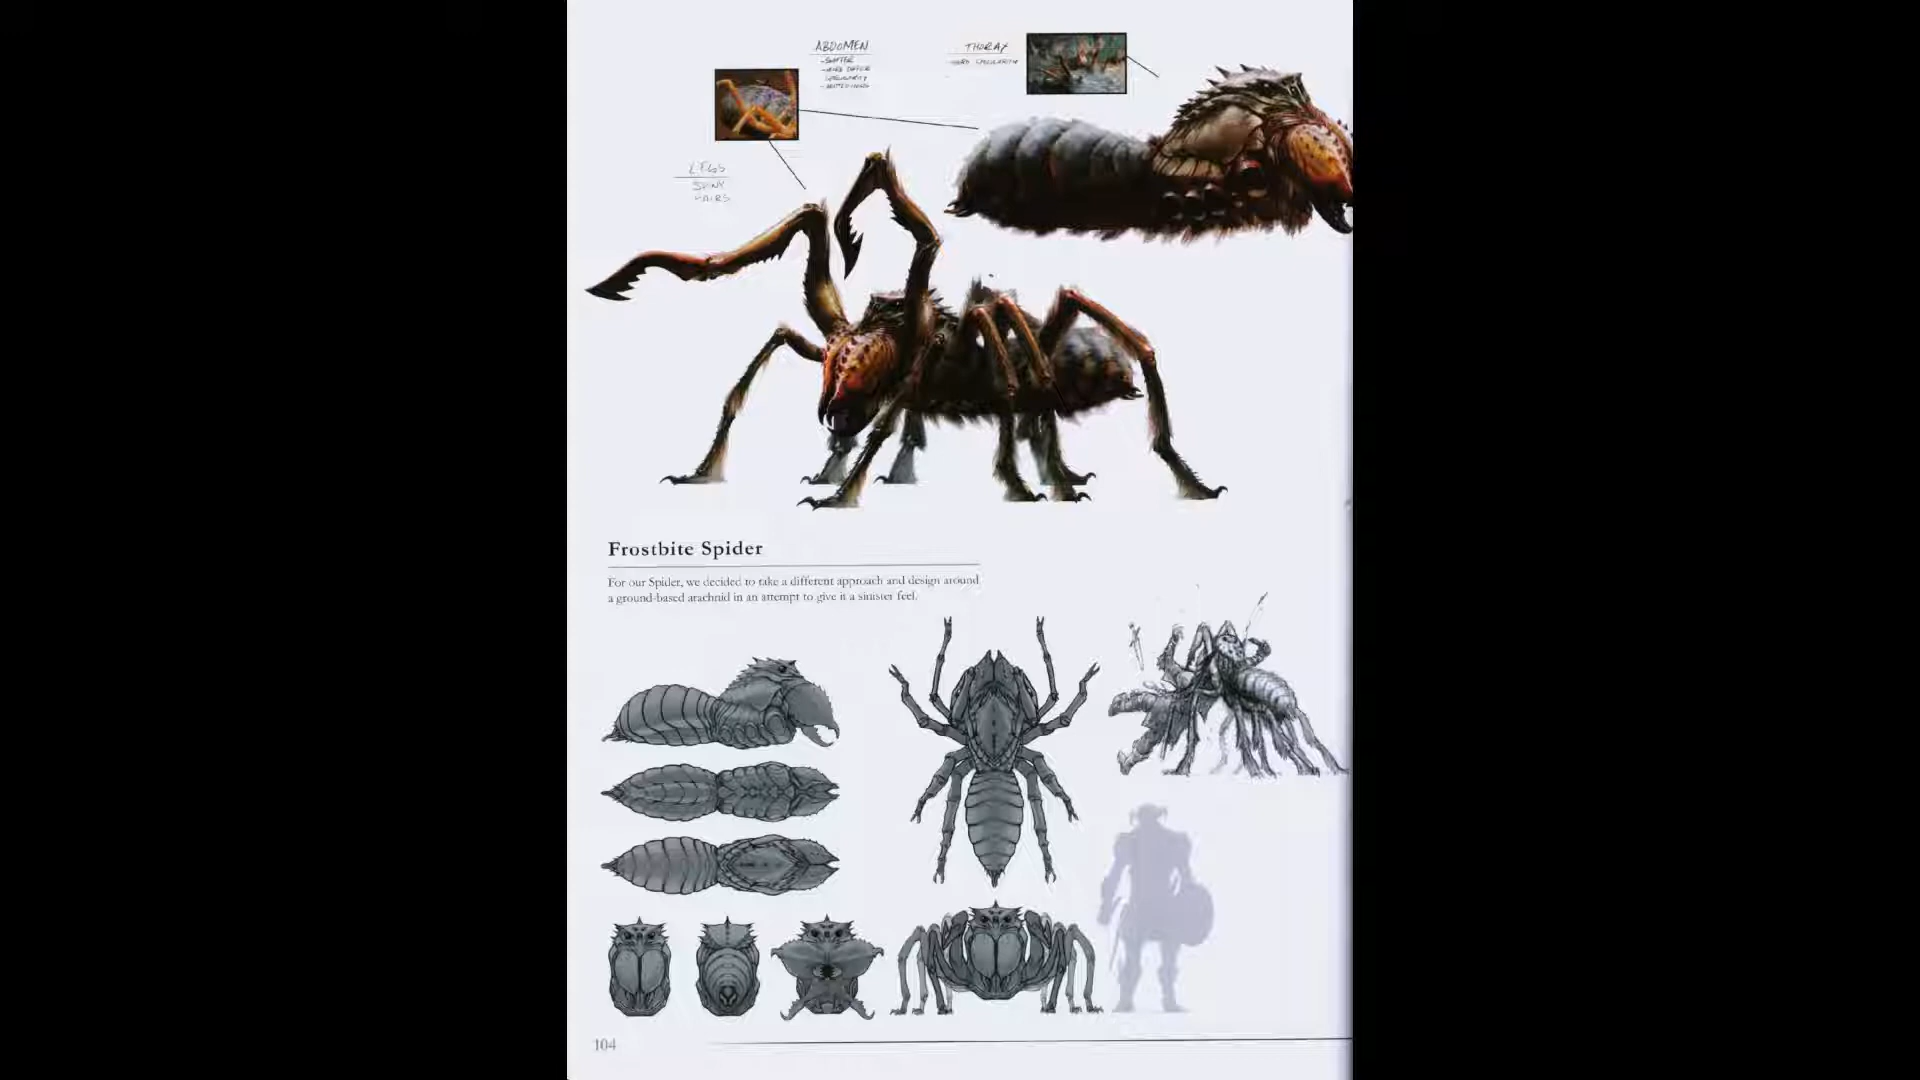 ABDOMEN
THORAX
LEGS
SPINY
HAIRS
Frostbite Spider
For our Spider, we decided to take a different approach and design around
a ground-based arachnid in an attempt to give it a sinister feel.
104